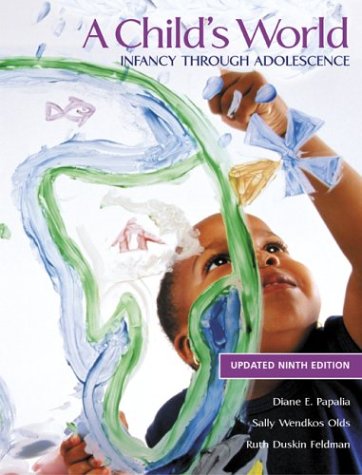 A Child's World
INFANCY THROUGH ADOLESCENCE
UPDATED NINTH EDITION
Diane E. Papalia
Sally Wendkos Olds
Ruth Duskin Feldman